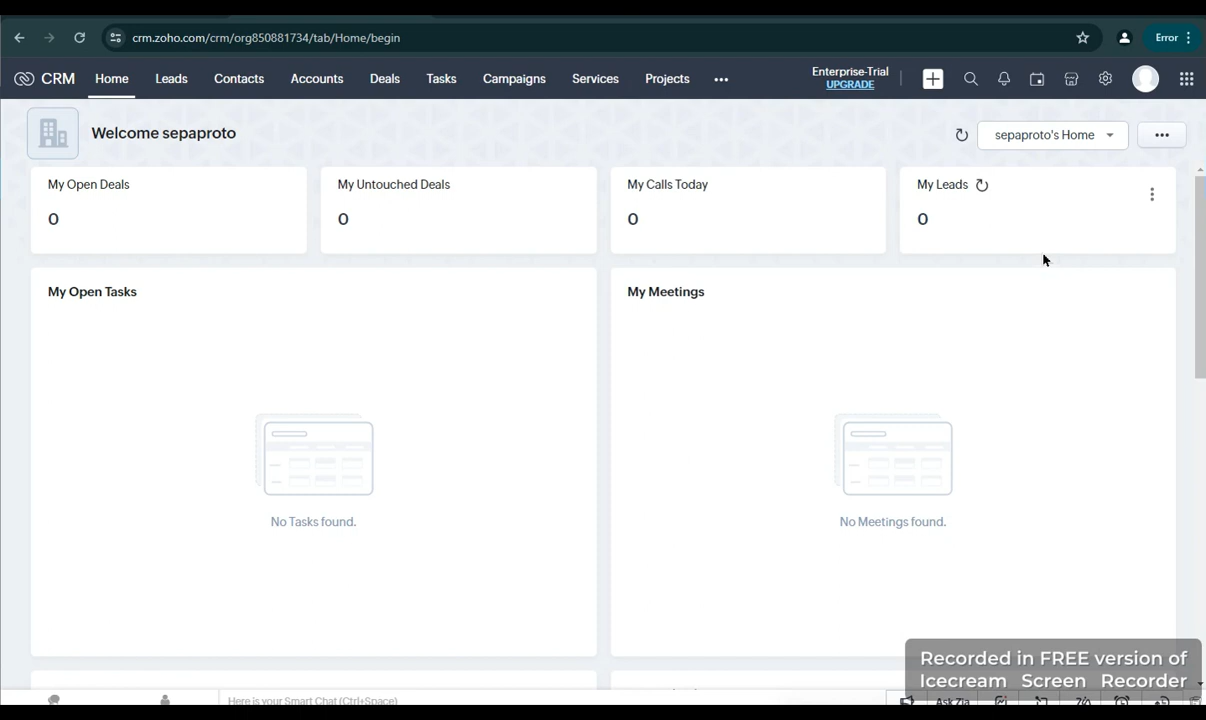 crm.zoho.com/crm/org850881734/tab/Home/begin
Error
CRM Home Leads Contacts Accounts Deals Tasks Campaigns Services Projects
Enterprise-Trial
UPGRADE
Welcome sepaproto
sepaproto's Home
My Open Deals
0
My Untouched Deals
0
My Calls Today
0
My Leads
0
My Open Tasks
No Tasks found.
My Meetings
No Meetings found.
Recorded in FREE version of
Icecream Screen Recorder
Here is your Smart Chat (Ctrl+Space)
Ask Zia